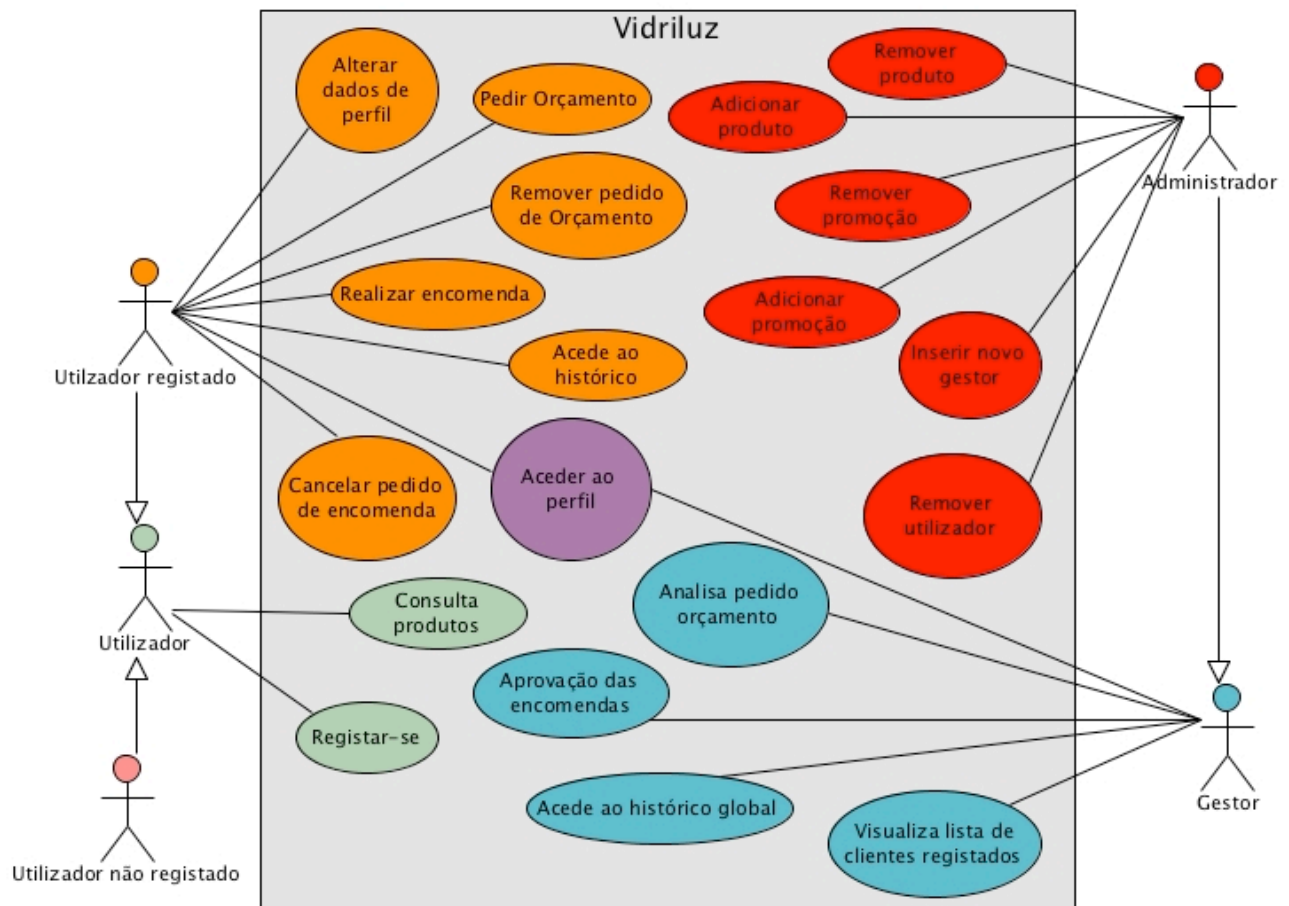 Vidriluz
Alterar
dados de
perfil
Pedir Orçamento
Remover
produto
Adicionar
produto
Remover pedido
de Orçamento
Remover
promoção
Administrador
Realizar encomenda
Adicionar
promoção
Acede ao
histórico
Inserir novo
gestor
Utilzador registado
Cancelar pedido
de encomenda
Aceder ao
perfil
Remover
utilizador
Consulta
produtos
Analisa pedido
orçamento
Utilizador
Aprovação das
encomendas
Registar-se
Acede ao histórico global
Visualiza lista de
clientes registados
Gestor
Utilizador não registado